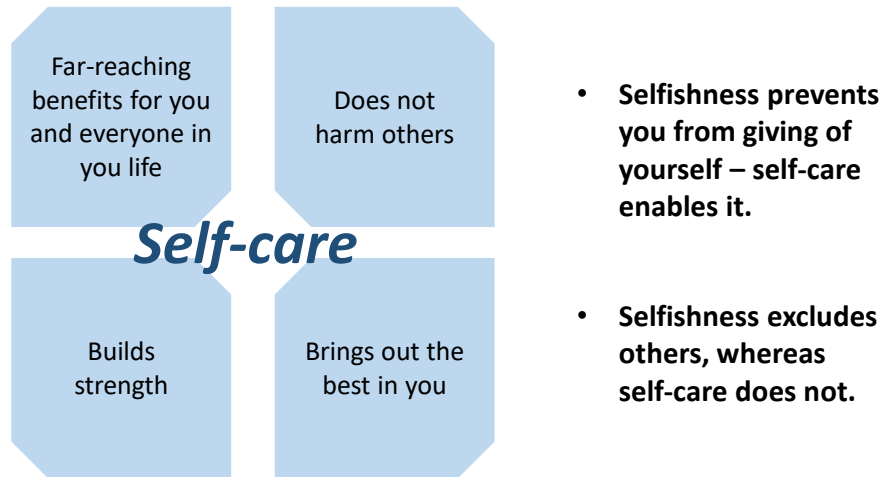 Far-reaching
benefits for you
and everyone in
you life
Does not
harm others
Self-care
Builds
strength
Brings out the
best in you
• Selfishness prevents
you from giving of
yourself – self-care
enables it.
• Selfishness excludes
others, whereas
self-care does not.